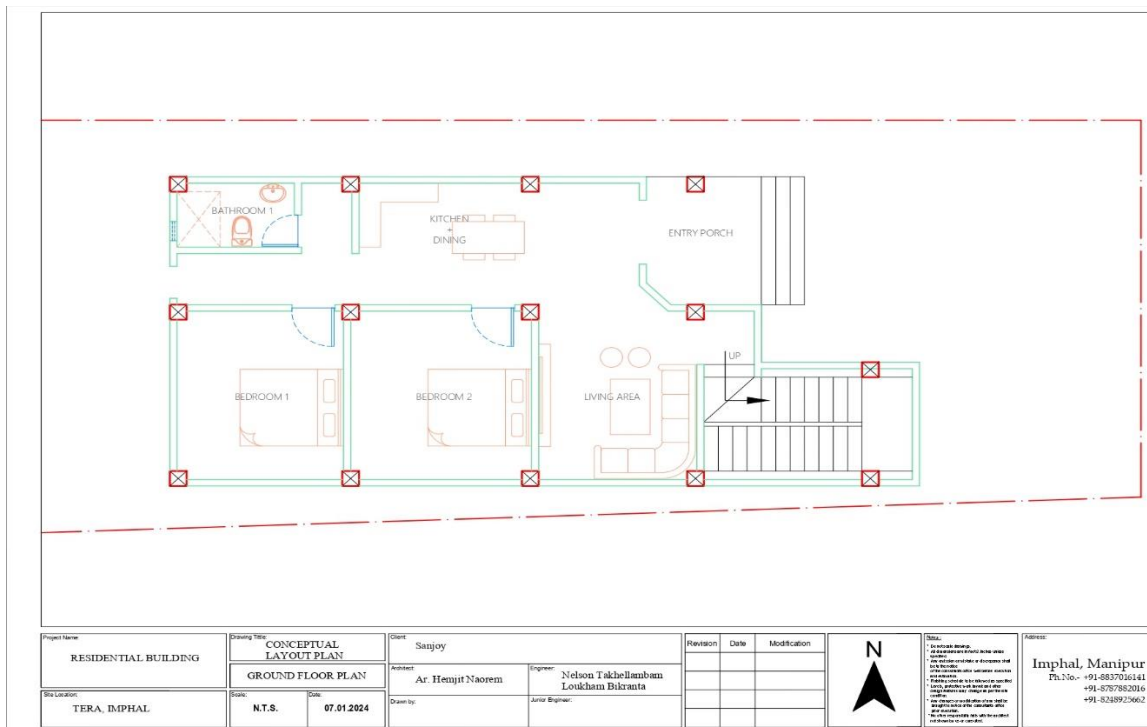 BATHROOM 1
KITCHEN
+
DINING
ENTRY PORCH
UP
BEDROOM 1
BEDROOM 2
LIVING AREA
Project Name:
RESIDENTIAL BUILDING
Site Location:
TERA, IMPHAL
Drawing Tittle:
CONCEPTUAL
LAYOUT PLAN
GROUND FLOOR PLAN
Scale:
N.T.S.
Date:
07.01.2024
Client:
Sanjoy
Architect:
Ar. Hemjit Naorem
Engineer:
Nelson Takhellambam
Loukham Bikranta
Drawn by:
Junior Engineer:
Revision Date Modification
N
Notes:
Address:
Imphal, Manipur
Ph.No.- +91-8837016141
+91-8787882016
+91-8248925662